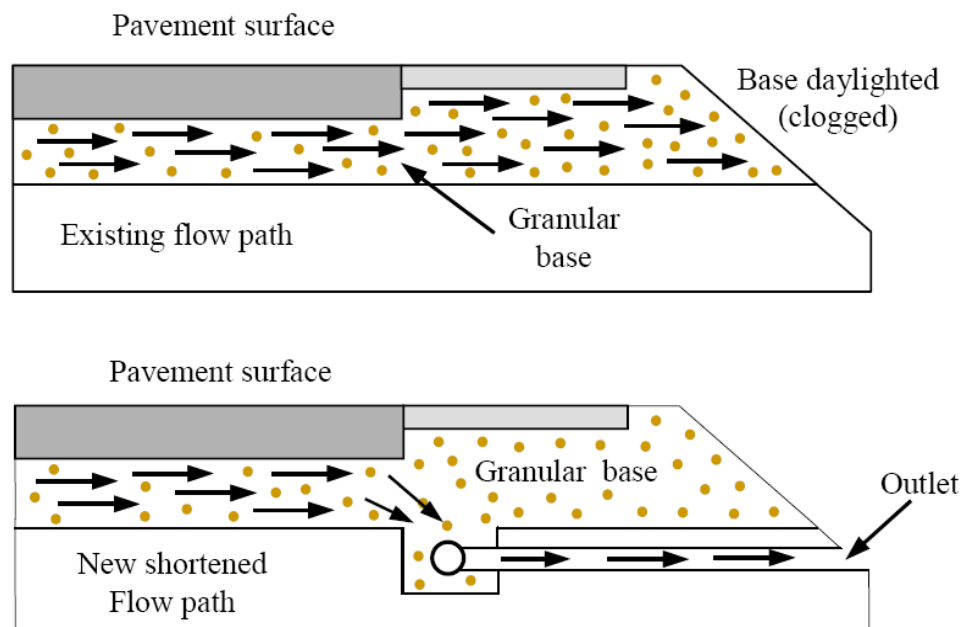 Pavement surface
Base daylighted
(clogged)
Existing flow path
Granular
base
Pavement surface
Granular base
Outlet
New shortened
Flow path